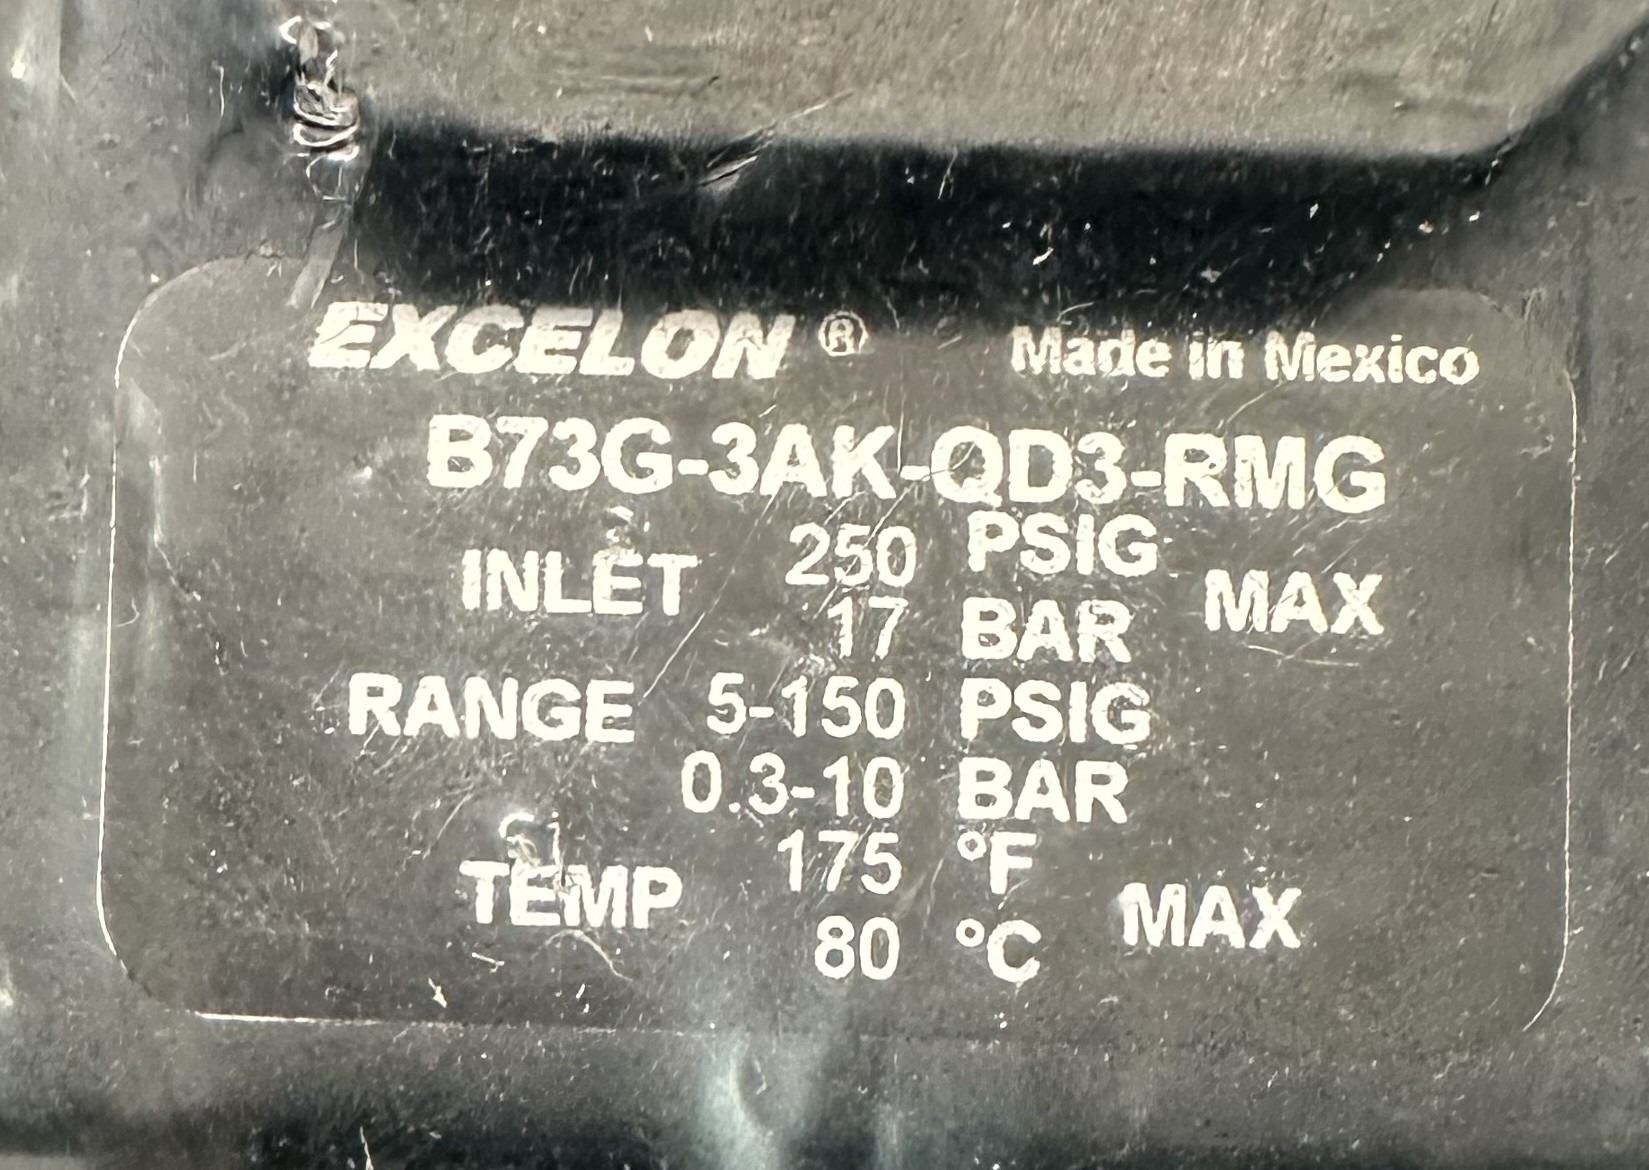 EXCELON ® Made in Mexico
B73G-3AK-QD3-RMG
INLET 250 PSIG MAX
17 BAR
RANGE 5-150 PSIG
0.3-10 BAR
175 °F
TEMP MAX
80 °C